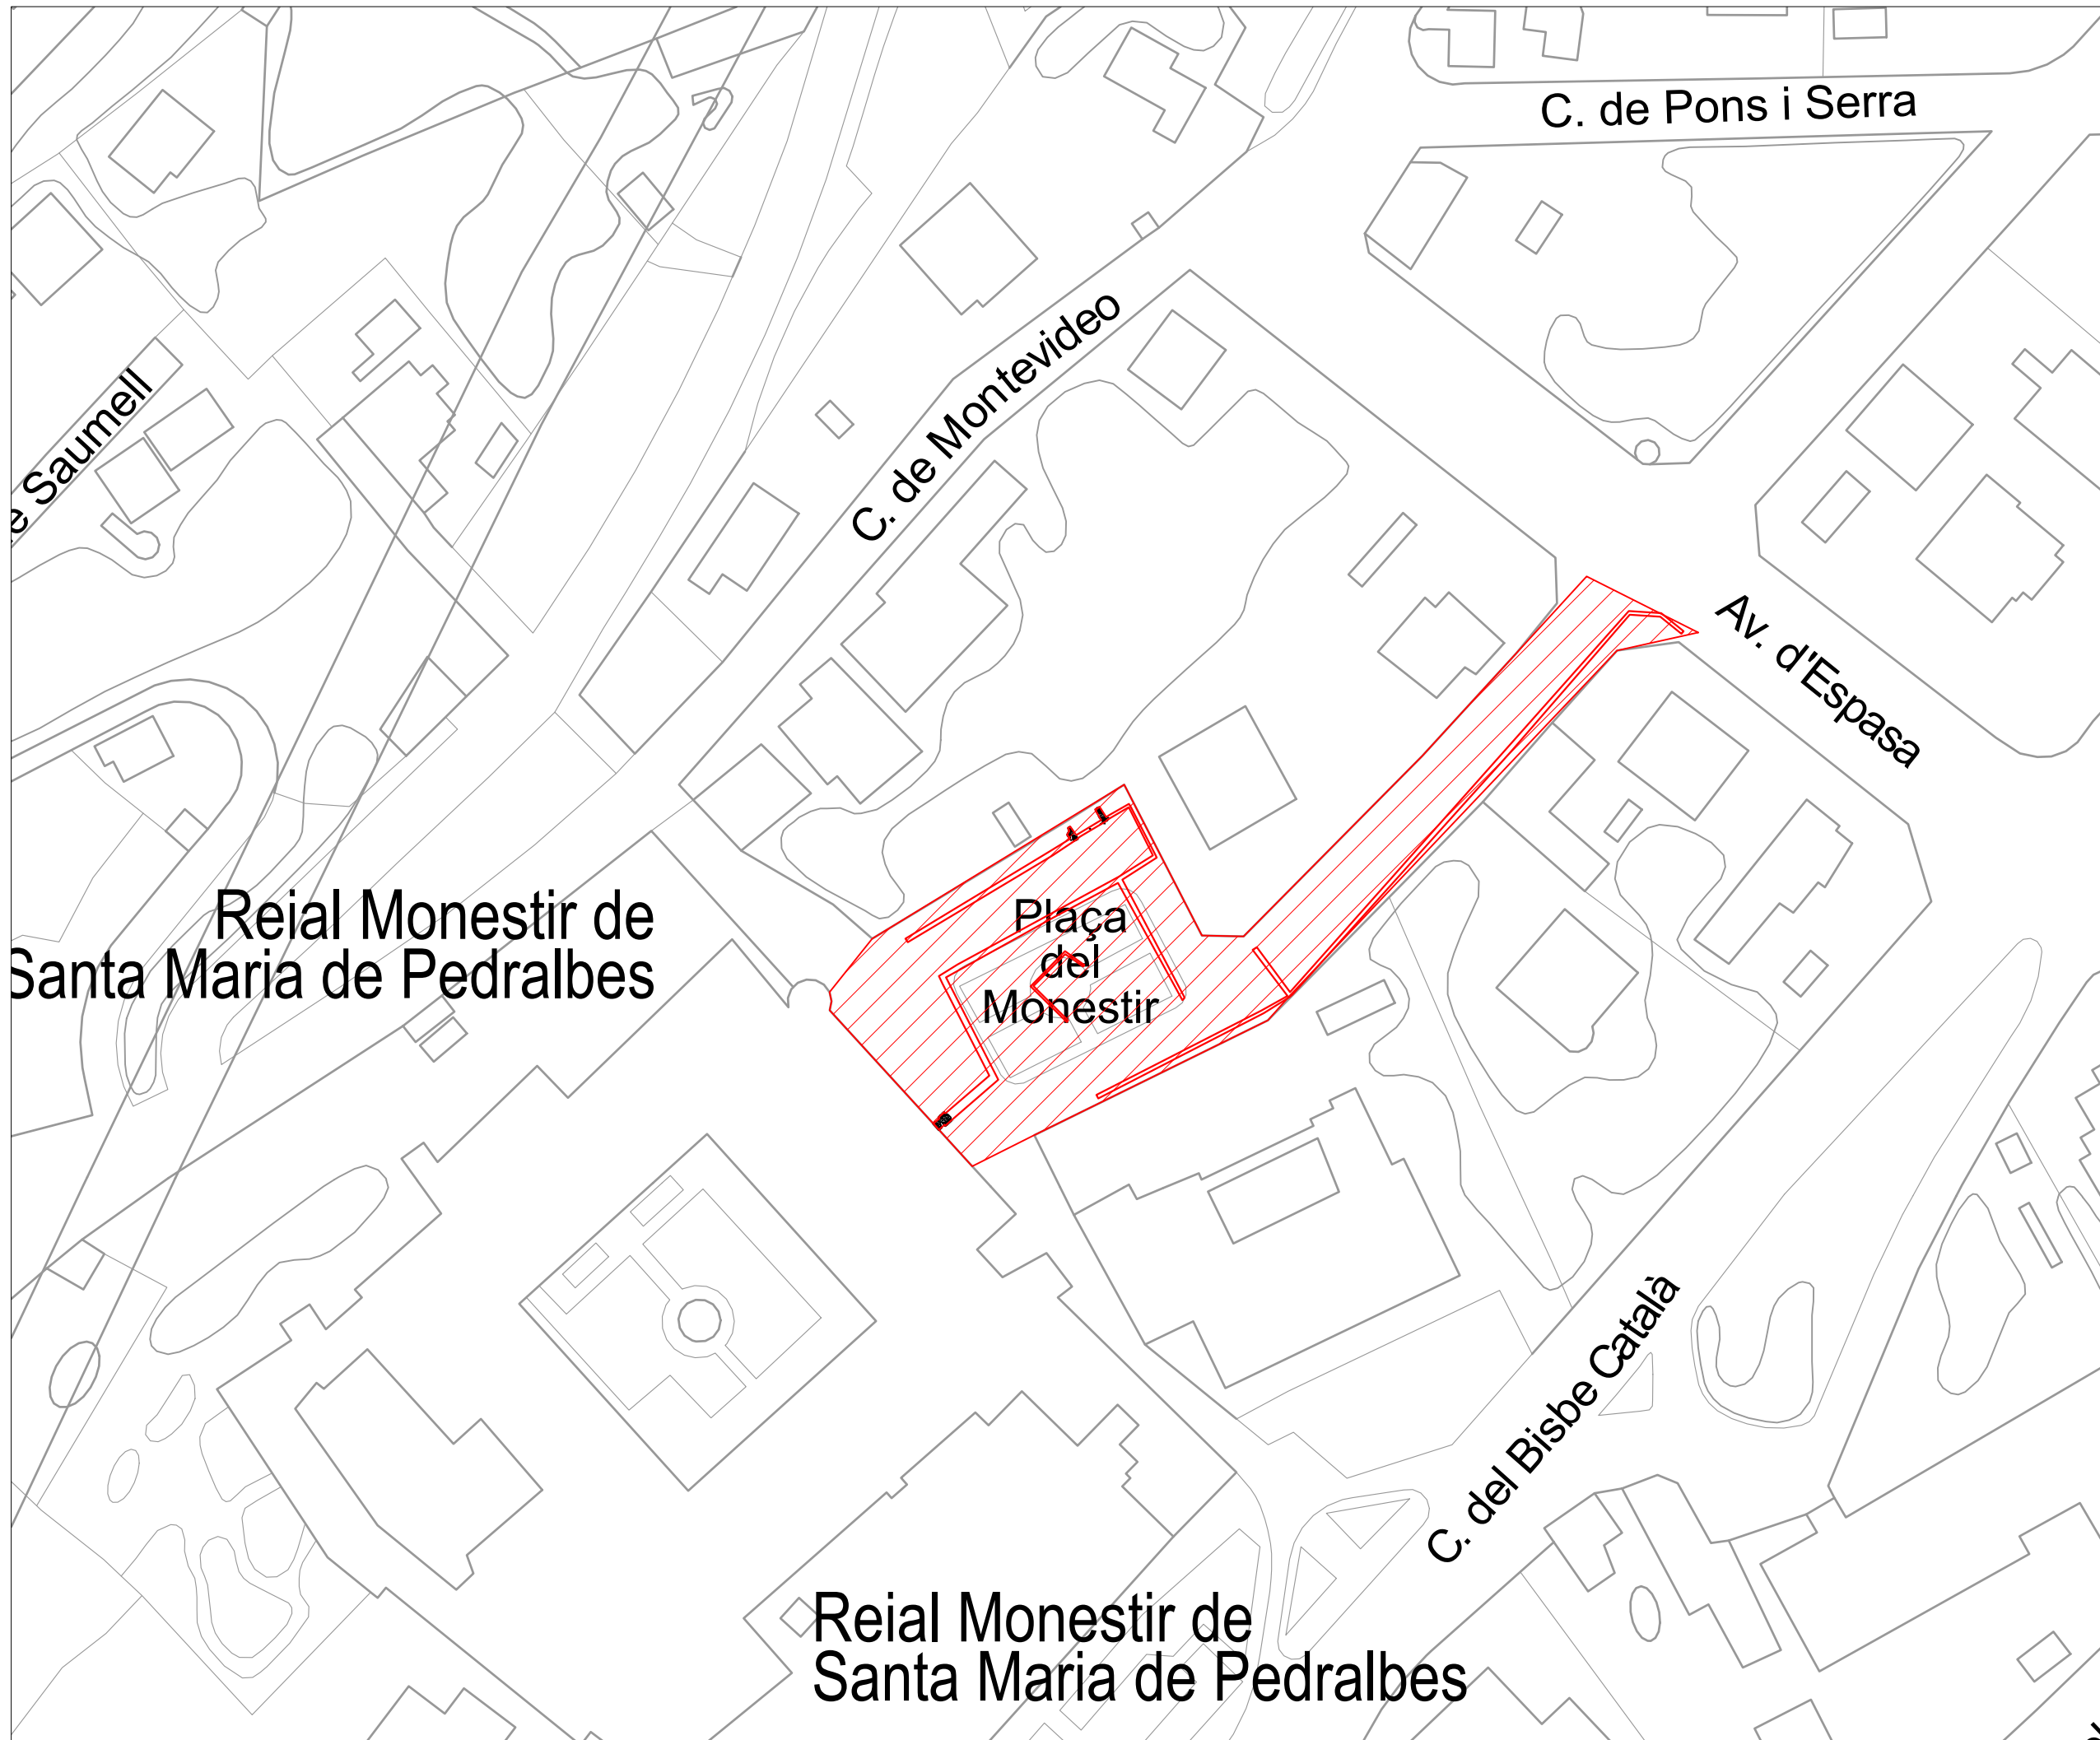 C. de Pons i Serra
C. de Montevideo
Saumell
Av. d'Espasa
Reial Monestir de
Santa Maria de Pedralbes
Plaça
del
Monestir
C. del Bisbe Català
Reial Monestir de
Santa Maria de Pedralbes